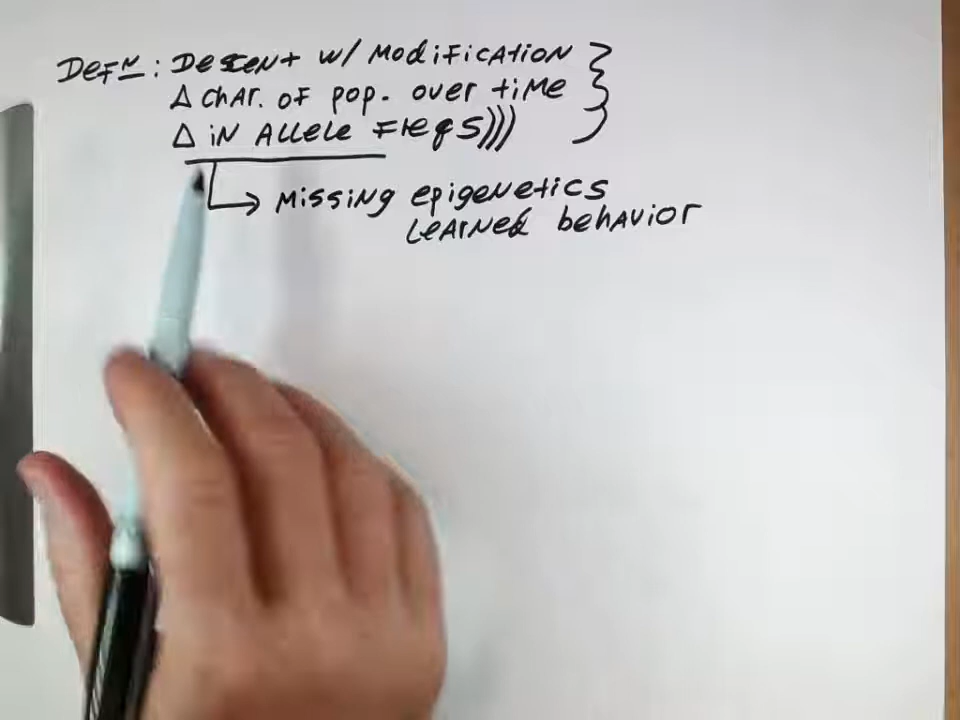 Defn: Descent w/ Modification
Δ char. of pop. over time
Δ in Allele Freqs)))
Missing epigenetics
Learned behavior